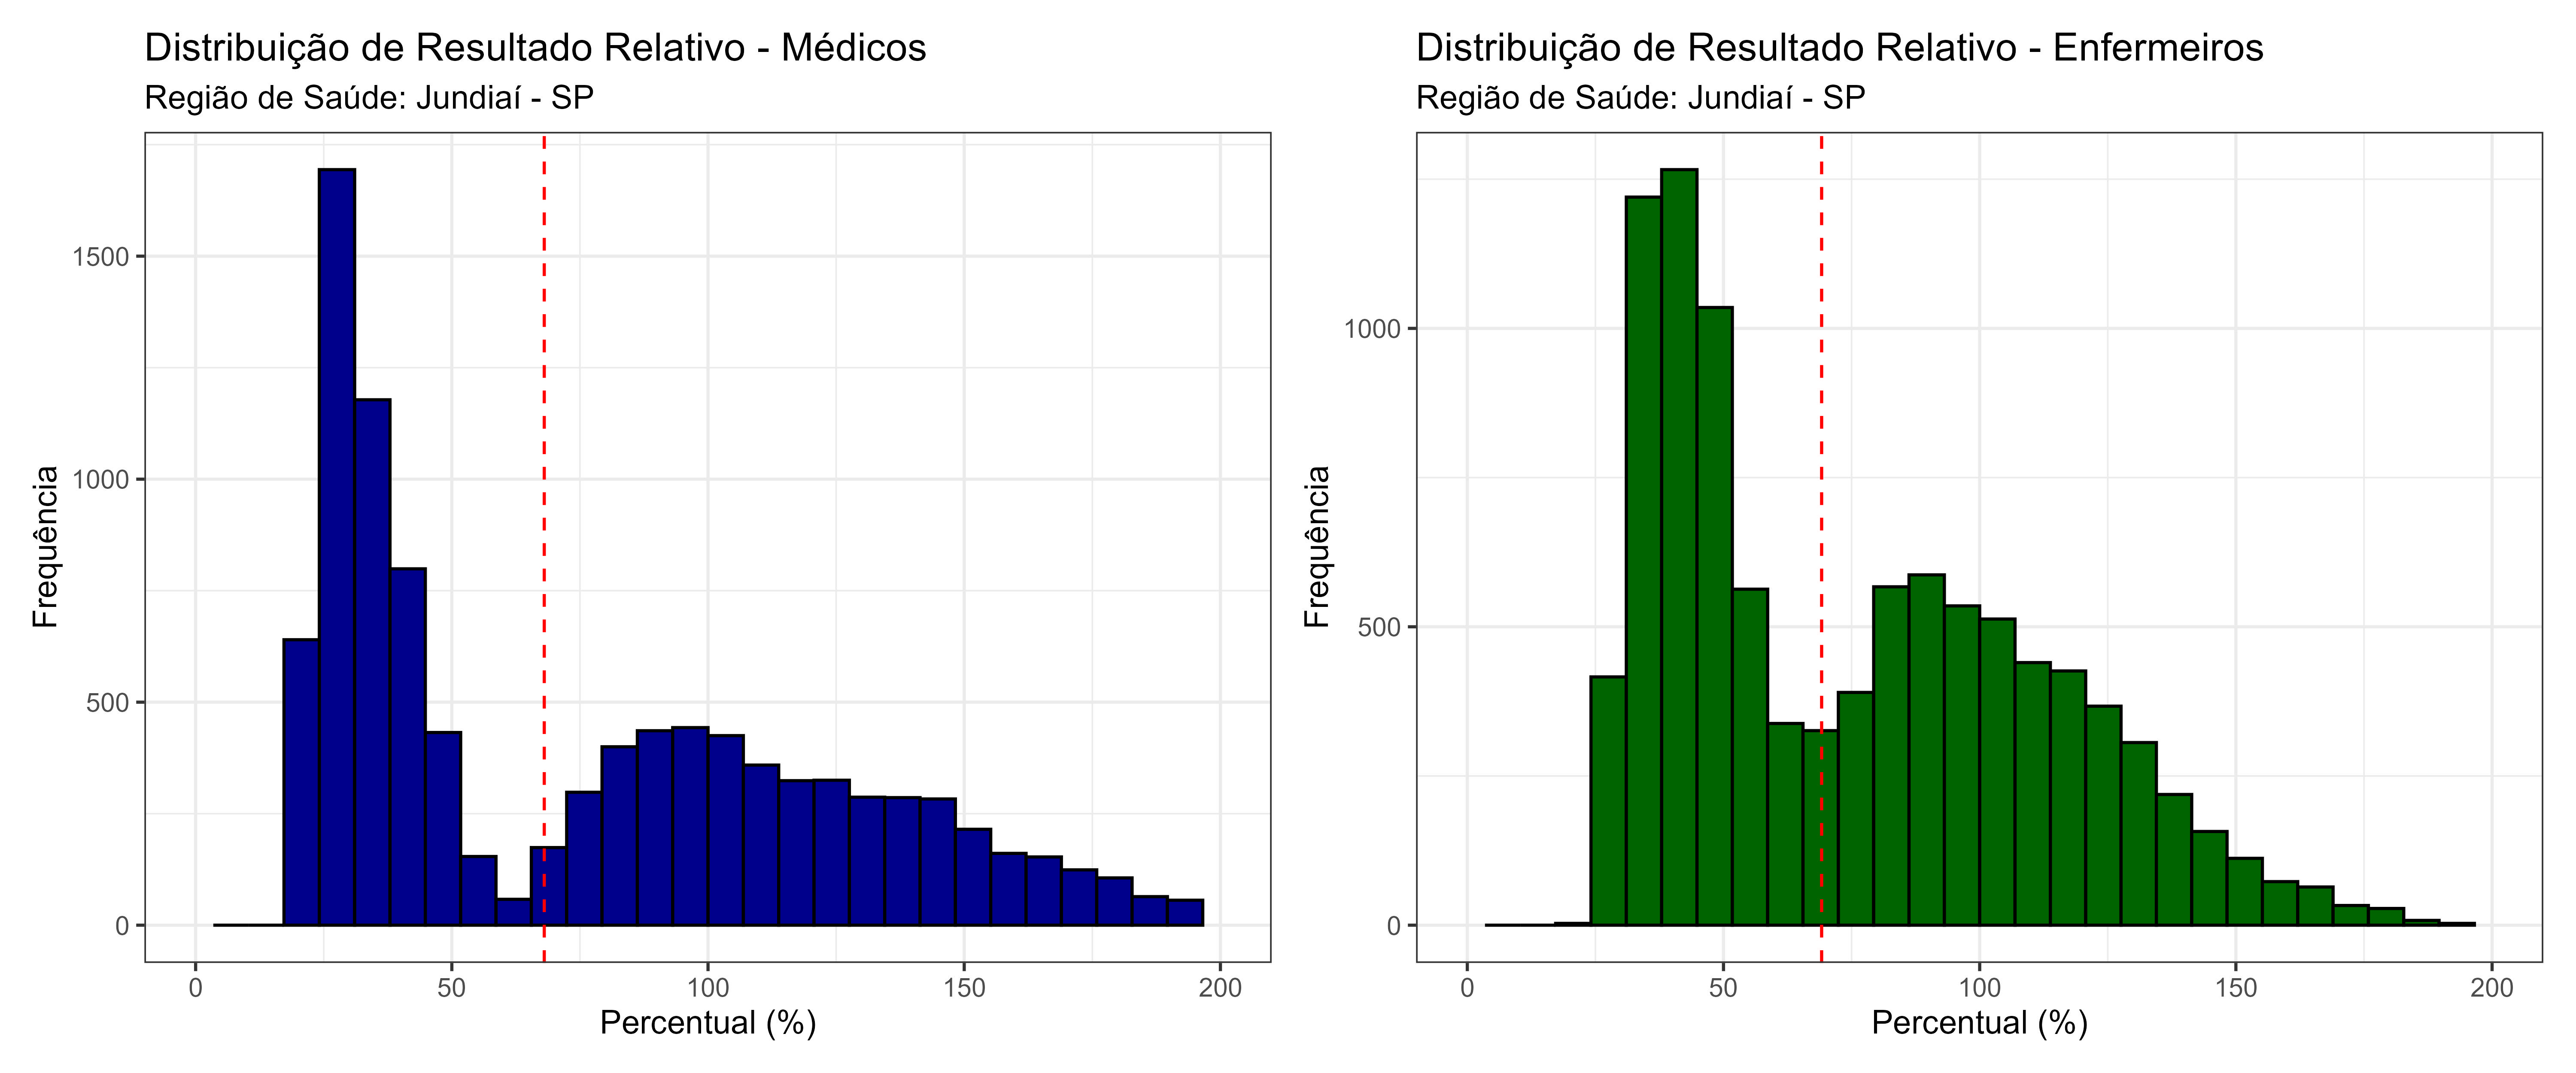 Distribuição de Resultado Relativo - Médicos
Região de Saúde: Jundiaí - SP
Frequência
1500
1000
500
0
0 50 100 150 200
Percentual (%)
Distribuição de Resultado Relativo - Enfermeiros
Região de Saúde: Jundiaí - SP
Frequência
1000
500
0
0 50 100 150 200
Percentual (%)